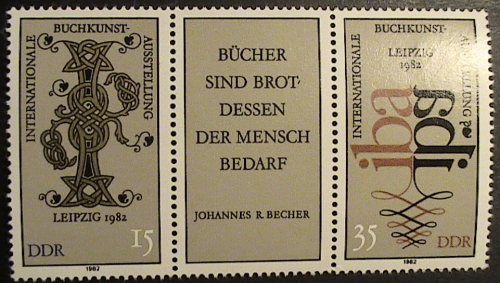 INTERNATIONALE
BUCHKUNST-
AUSSTELLUNG
LEIPZIG 1982
DDR
15
1982
BÜCHER
SIND BROT·
DESSEN
DER MENSCH
BEDARF
JOHANNES R. BECHER
INTERNATIONALE
BUCHKUNST-
AUSSTELLUNG
LEIPZIG
1982
iba
35
DDR
1982